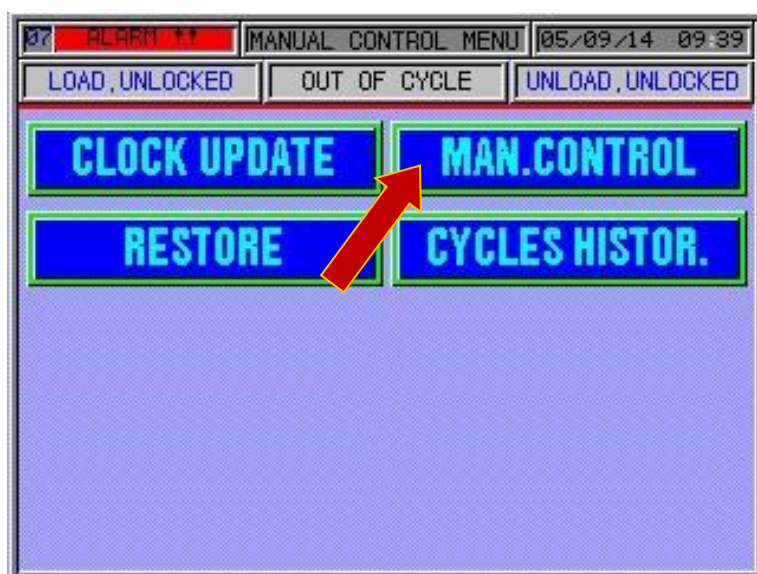 07 ALARM !! MANUAL CONTROL MENU 05/09/14 09:39
LOAD,UNLOCKED OUT OF CYCLE UNLOAD,UNLOCKED
CLOCK UPDATE MAN.CONTROL
RESTORE CYCLES HISTOR.